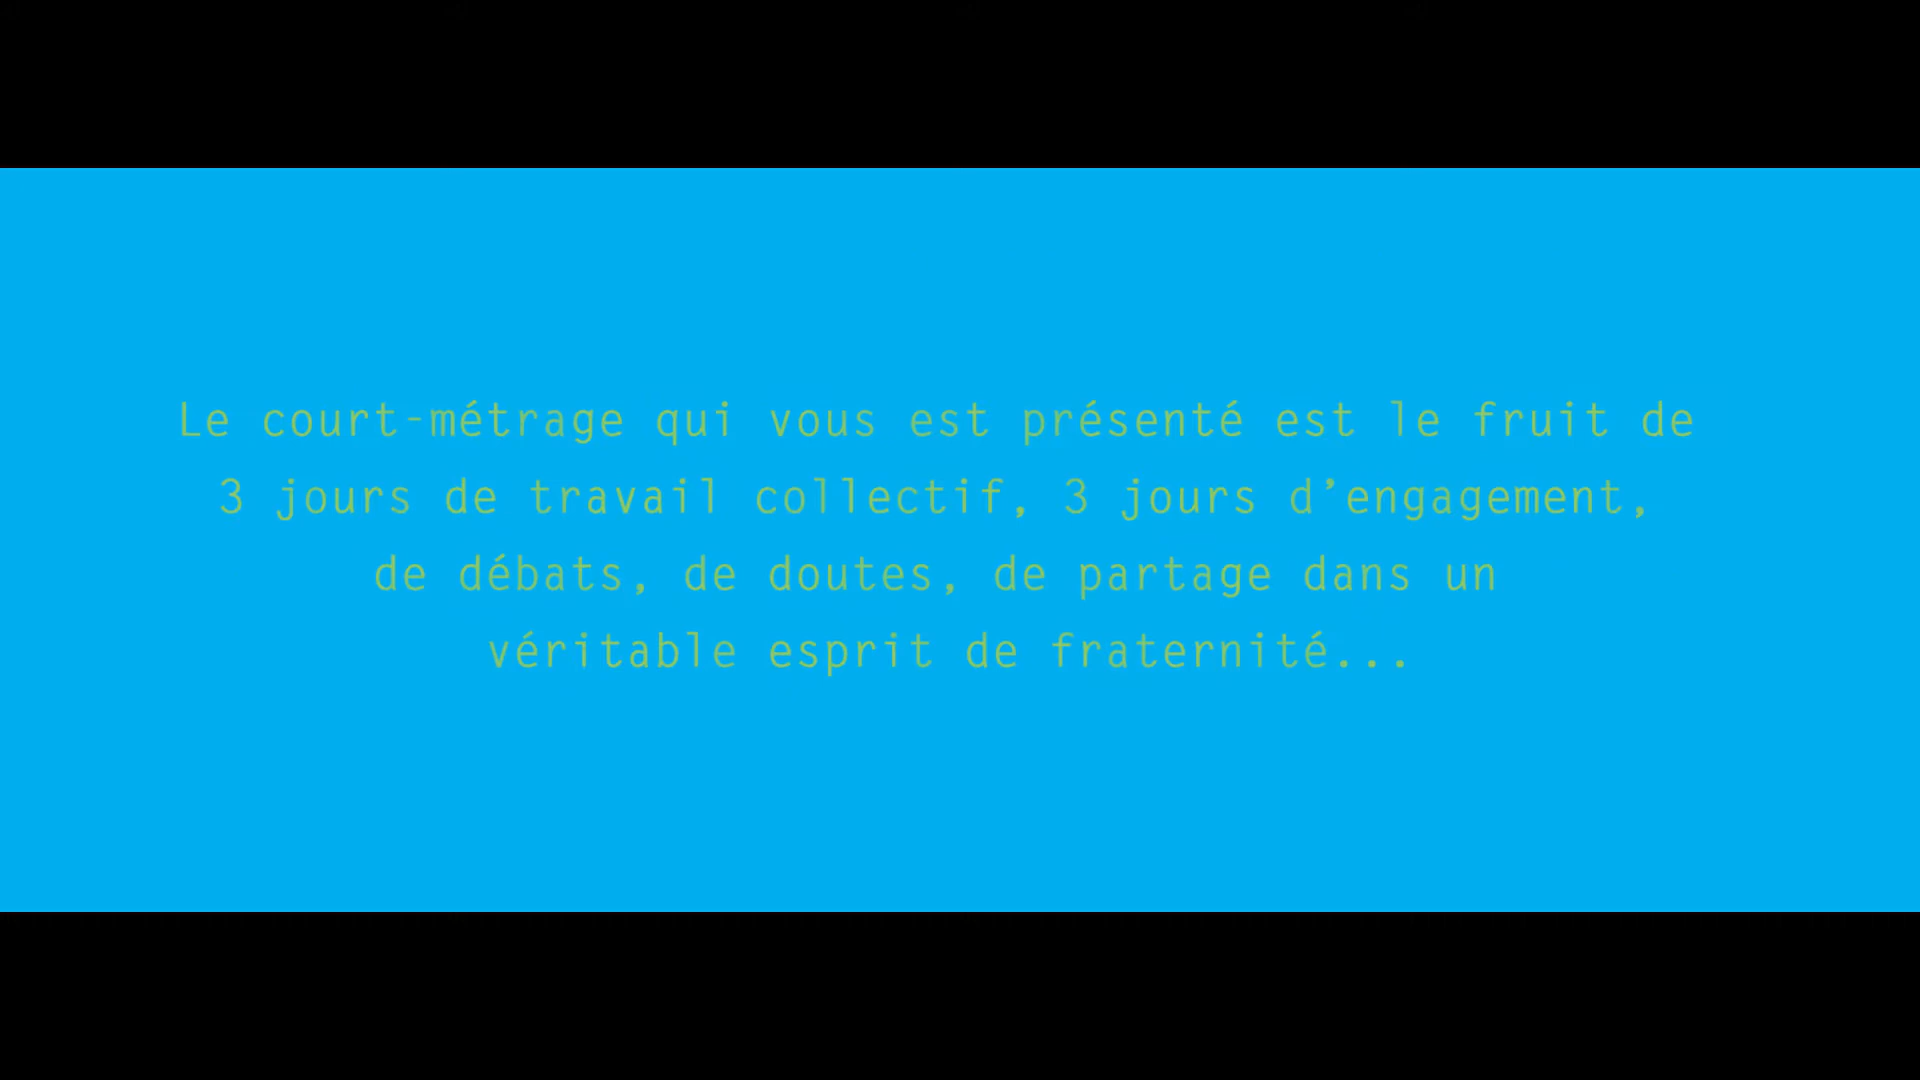 Le court-métrage qui vous est présenté est le fruit de
3 jours de travail collectif, 3 jours d’engagement,
de débats, de doutes, de partage dans un
véritable esprit de fraternité...